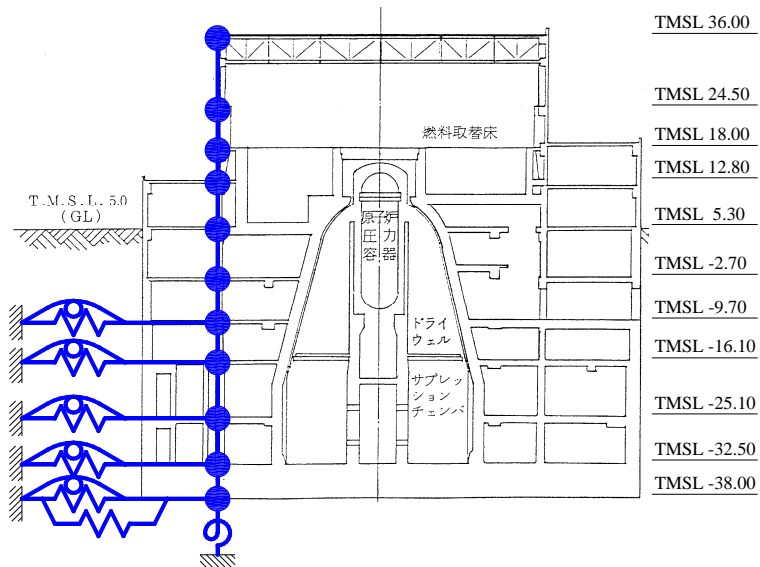 TMSL 36.00
TMSL 24.50
燃料取替床
TMSL 18.00
TMSL 12.80
T.M.S.L. 5.0
(GL)
原子炉
圧力
容器
TMSL 5.30
TMSL -2.70
TMSL -9.70
ドライ
ウェル
TMSL -16.10
サプレッ
ション
チェンバ
TMSL -25.10
TMSL -32.50
TMSL -38.00